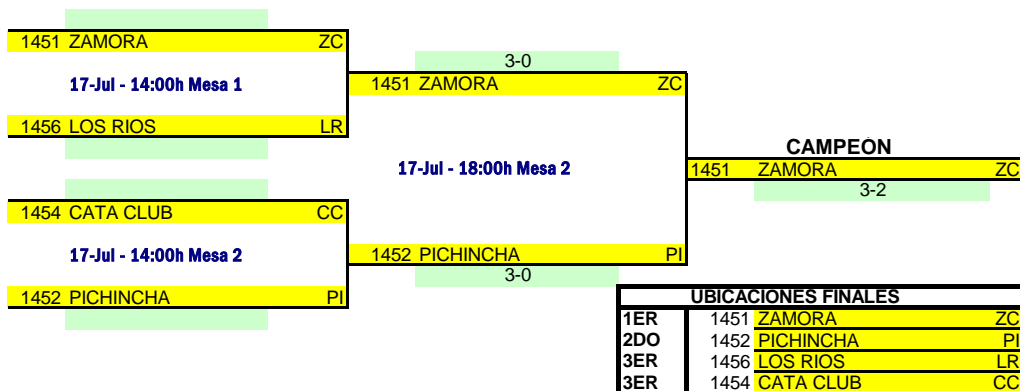 1451 ZAMORA ZC
17-Jul - 14:00h Mesa 1
1456 LOS RIOS LR
1454 CATA CLUB CC
17-Jul - 14:00h Mesa 2
1452 PICHINCHA PI
3-0
1451 ZAMORA ZC
17-Jul - 18:00h Mesa 2
1452 PICHINCHA PI
3-0
CAMPEÓN
1451 ZAMORA ZC
3-2
UBICACIONES FINALES
1ER 1451 ZAMORA ZC
2DO 1452 PICHINCHA PI
3ER 1456 LOS RIOS LR
3ER 1454 CATA CLUB CC